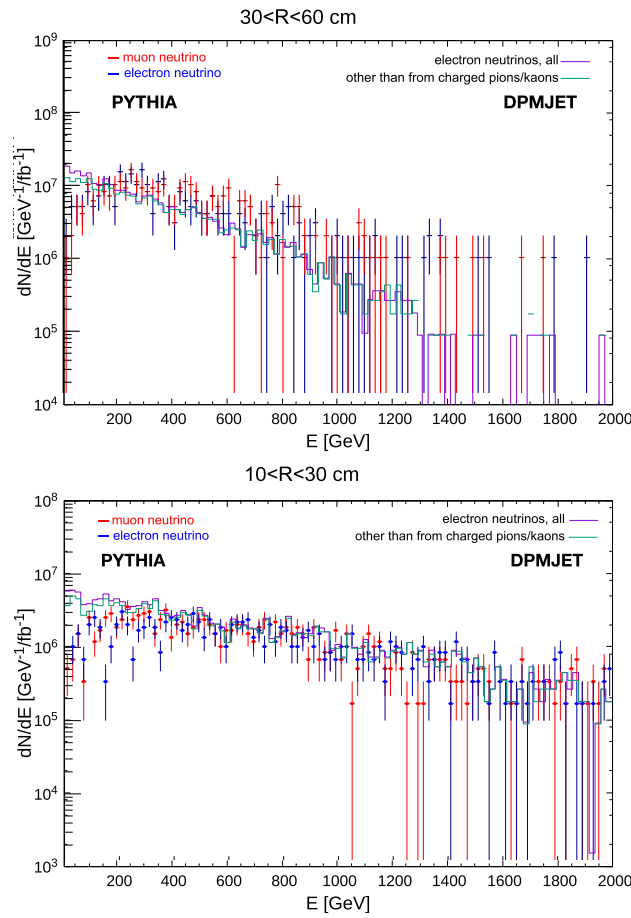 30<R<60 cm
10⁹
10⁸
10⁷
10⁶
10⁵
10⁴
dN/dE [GeV⁻¹/fb⁻¹]
muon neutrino
electron neutrino
PYTHIA
electron neutrinos, all
other than from charged pions/kaons
DPMJET
200 400 600 800 1000 1200 1400 1600 1800 2000
E [GeV]
10<R<30 cm
10⁸
10⁷
10⁶
10⁵
10⁴
10³
dN/dE [GeV⁻¹/fb⁻¹]
muon neutrino
electron neutrino
PYTHIA
electron neutrinos, all
other than from charged pions/kaons
DPMJET
200 400 600 800 1000 1200 1400 1600 1800 2000
E [GeV]